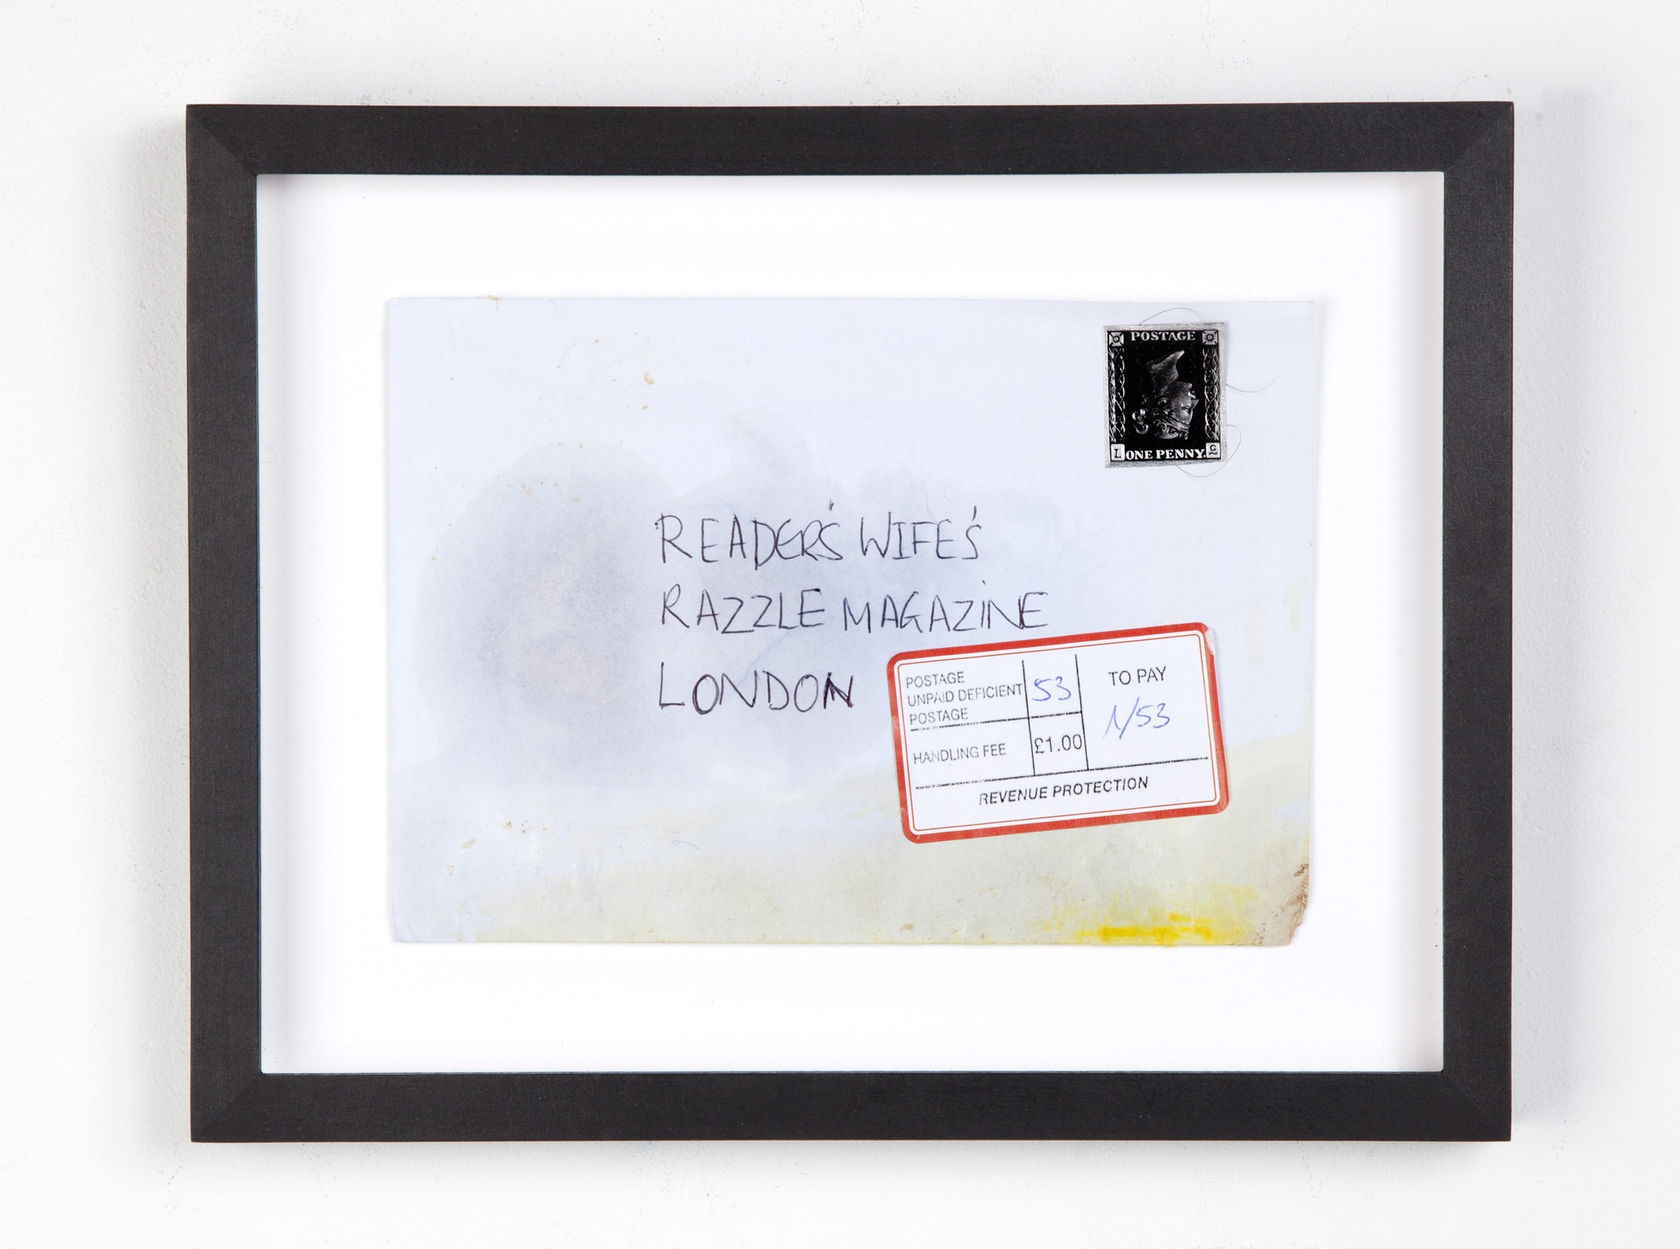 POSTAGE
I ONE PENNY. G
READER'S WIFE'S
RAZZLE MAGAZINE
LONDON
POSTAGE
UNPAID DEFICIENT
POSTAGE
53
TO PAY
1/53
HANDLING FEE
£1.00
REVENUE PROTECTION